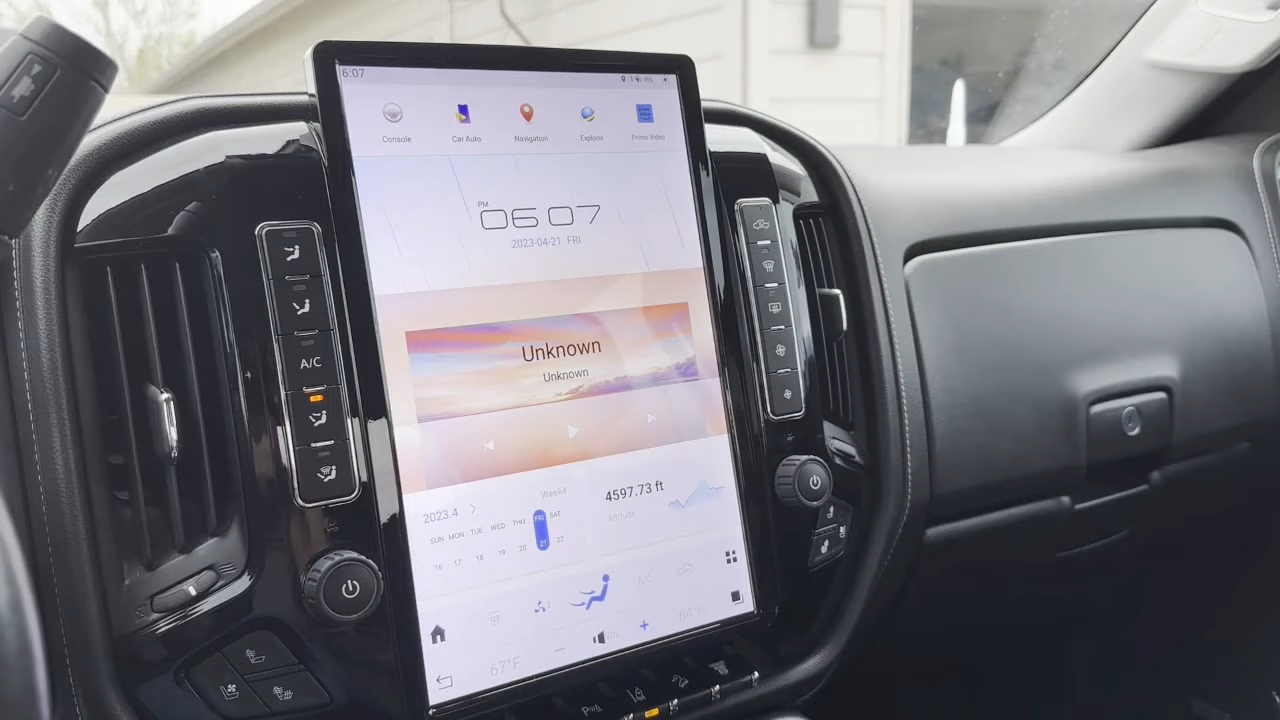 6:07
Console
Car Auto
Navigation
Explorer
Prime Video
PM
06 07
2023-04-21 FRI
A/C
Unknown
Unknown
2023.4
Week4
SUN MON TUE WED THU FRI SAT
16 17 18 19 20 21 22
4597.73 ft
Altitude
A/C
2
67°F